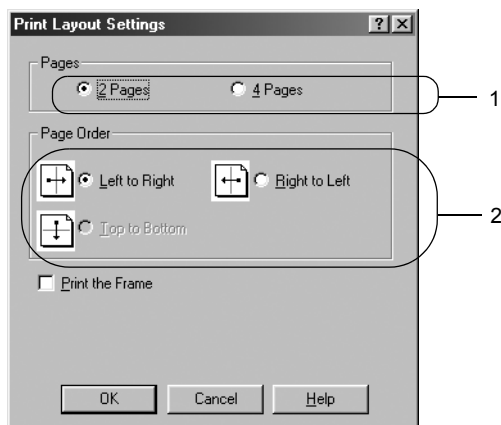 Print Layout Settings
Pages
2 Pages 4 Pages
1
Page Order
Left to Right Right to Left
Top to Bottom
2
Print the Frame
OK Cancel Help